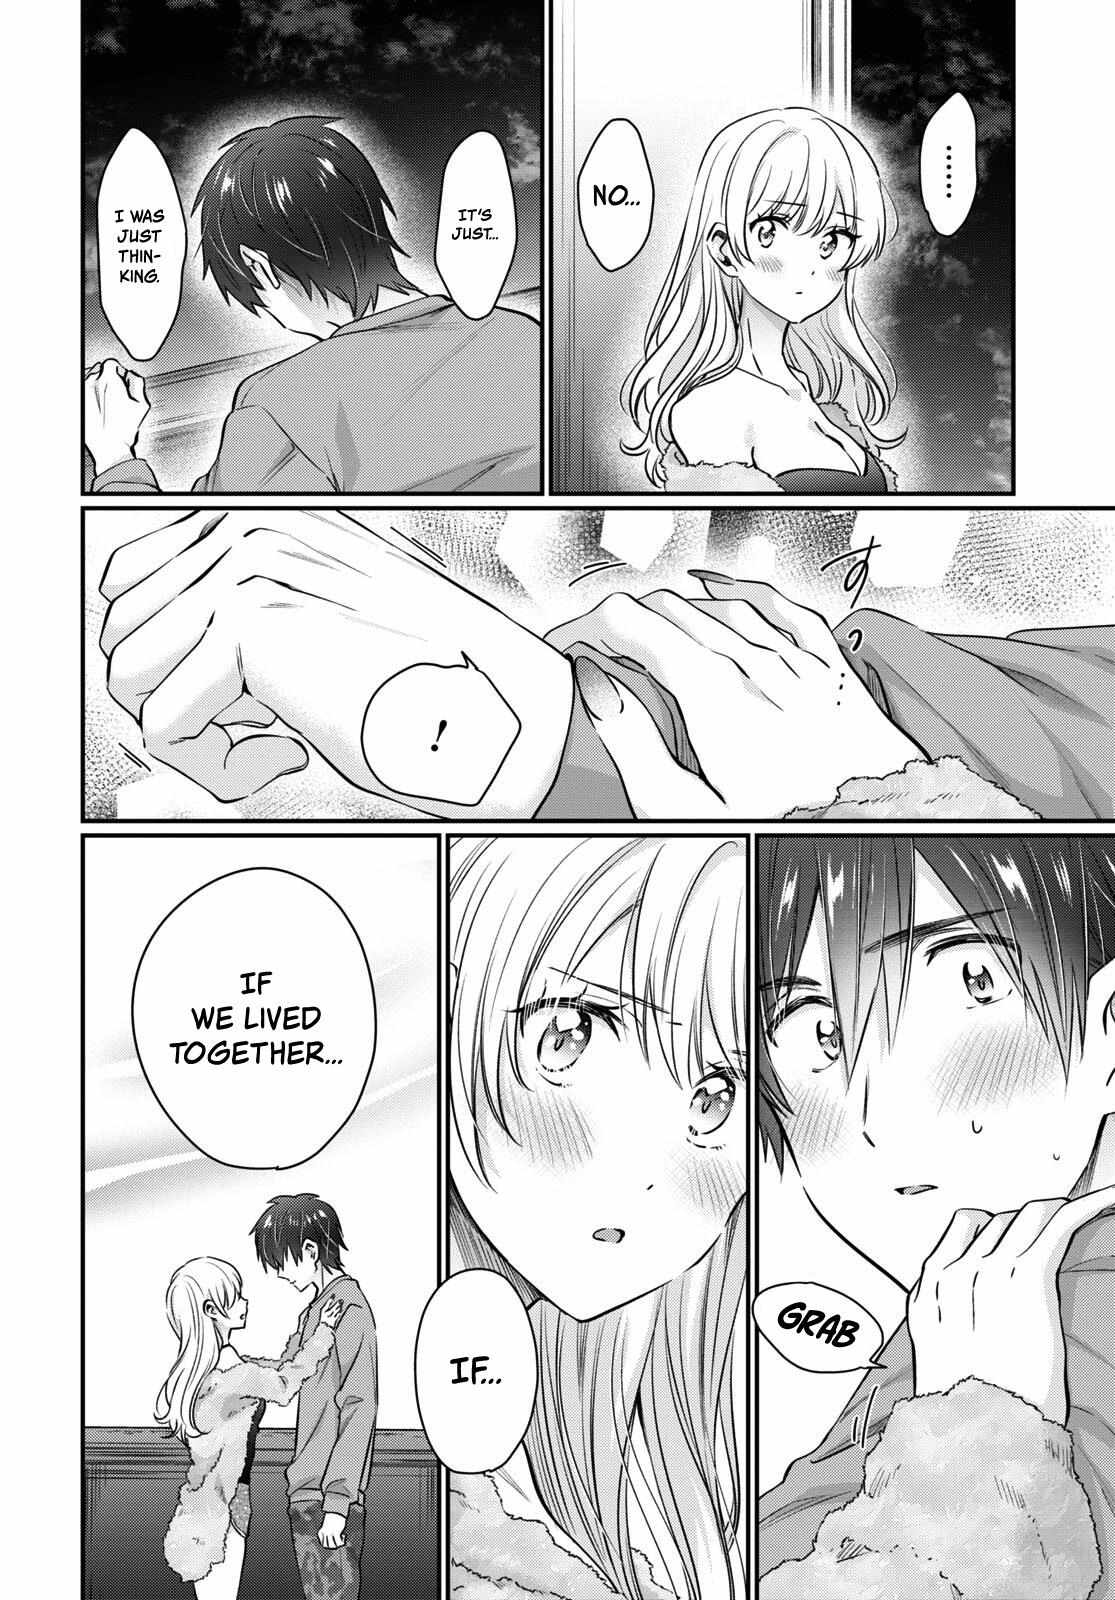 ......
NO...
IT'S
JUST...
I WAS
JUST
THIN-
KING.
す
!
GRAB
IF...
IF
WE LIVED
TOGETHER...